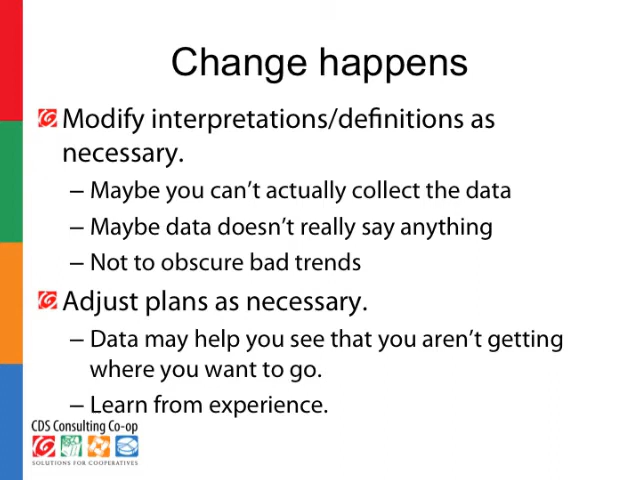 Change happens
Modify interpretations/definitions as
necessary.
– Maybe you can't actually collect the data
– Maybe data doesn't really say anything
– Not to obscure bad trends
Adjust plans as necessary.
– Data may help you see that you aren't getting
where you want to go.
– Learn from experience.
CDS Consulting Co-op
SOLUTIONS FOR COOPERATIVES